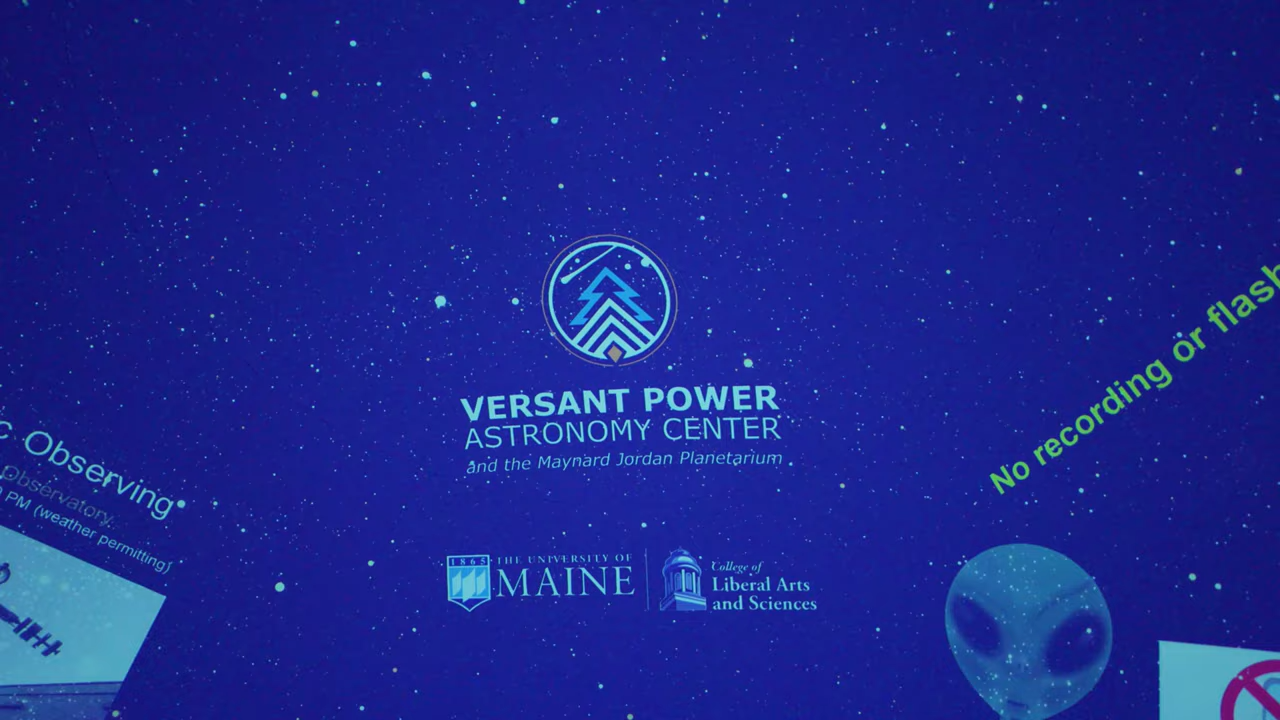 Observing
Observatory
PM (weather permitting)
VERSANT POWER
ASTRONOMY CENTER
and the Maynard Jordan Planetarium
1865
THE UNIVERSITY OF
MAINE
College of
Liberal Arts
and Sciences
No recording or flash